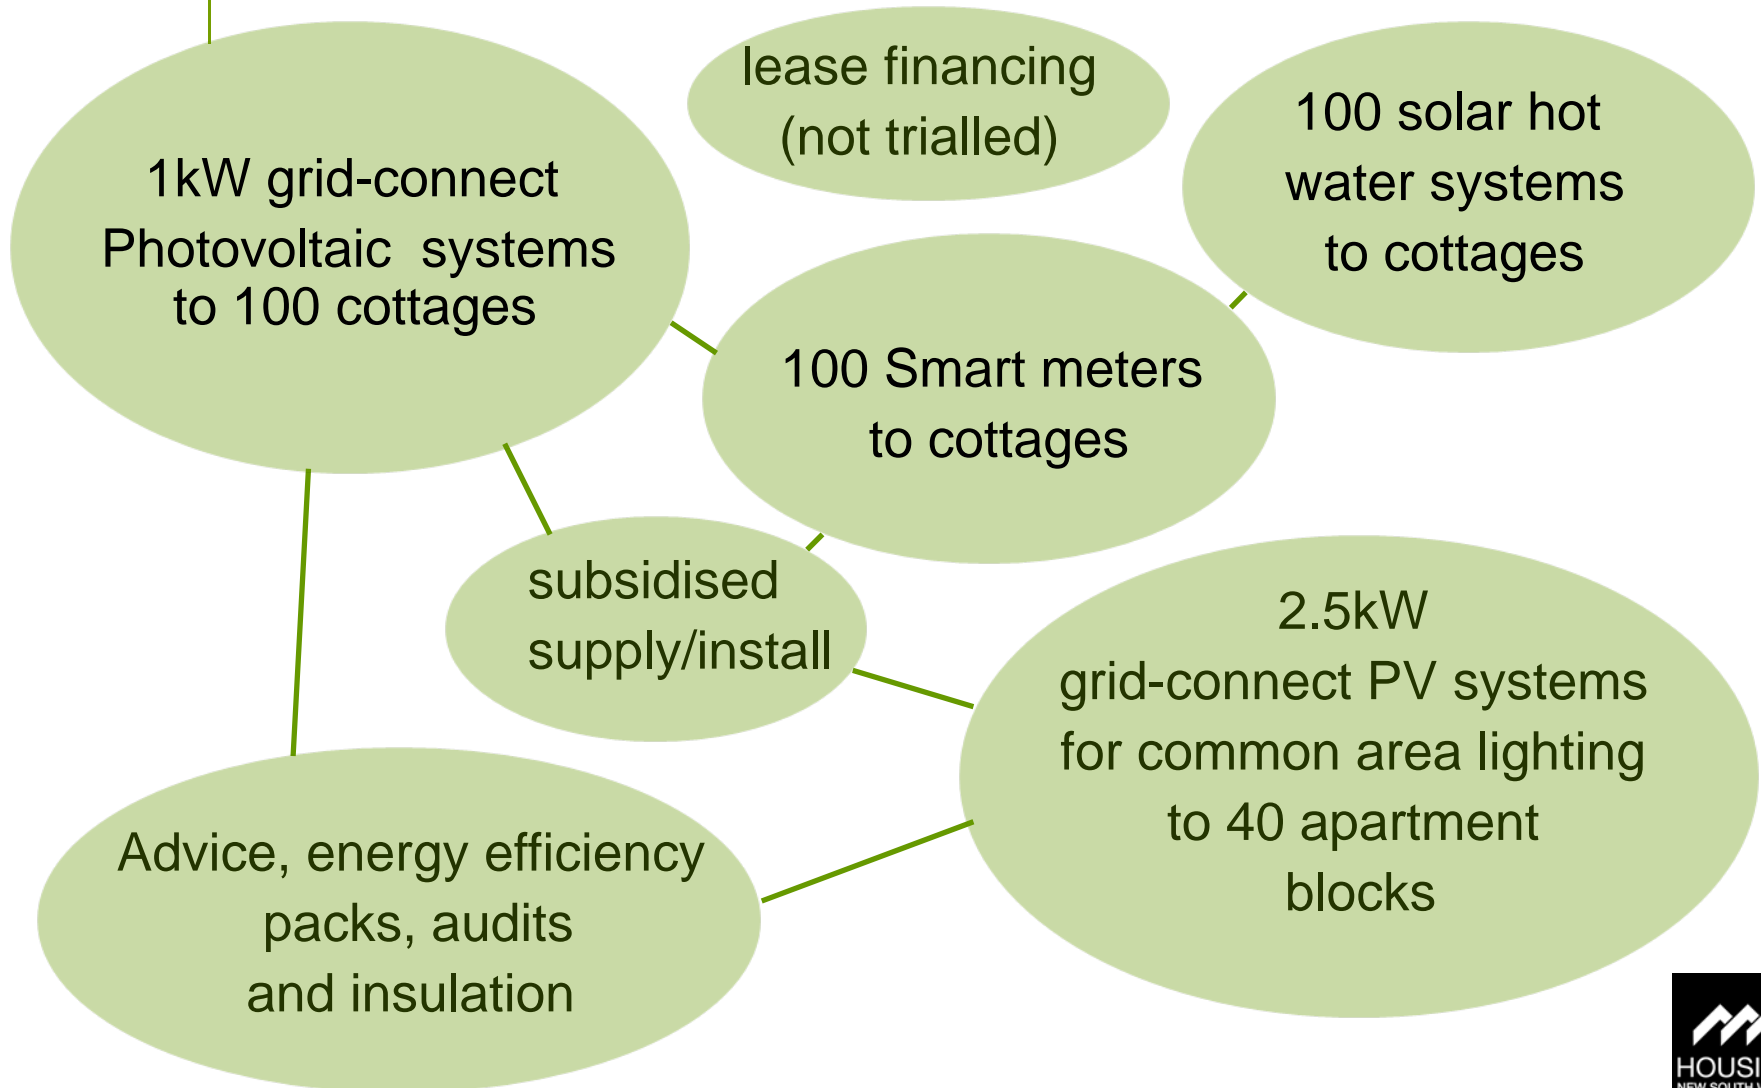 lease financing
(not trialled)
100 solar hot
water systems
to cottages
1kW grid-connect
Photovoltaic systems
to 100 cottages
100 Smart meters
to cottages
subsidised
supply/install
2.5kW
grid-connect PV systems
for common area lighting
to 40 apartment
blocks
Advice, energy efficiency
packs, audits
and insulation